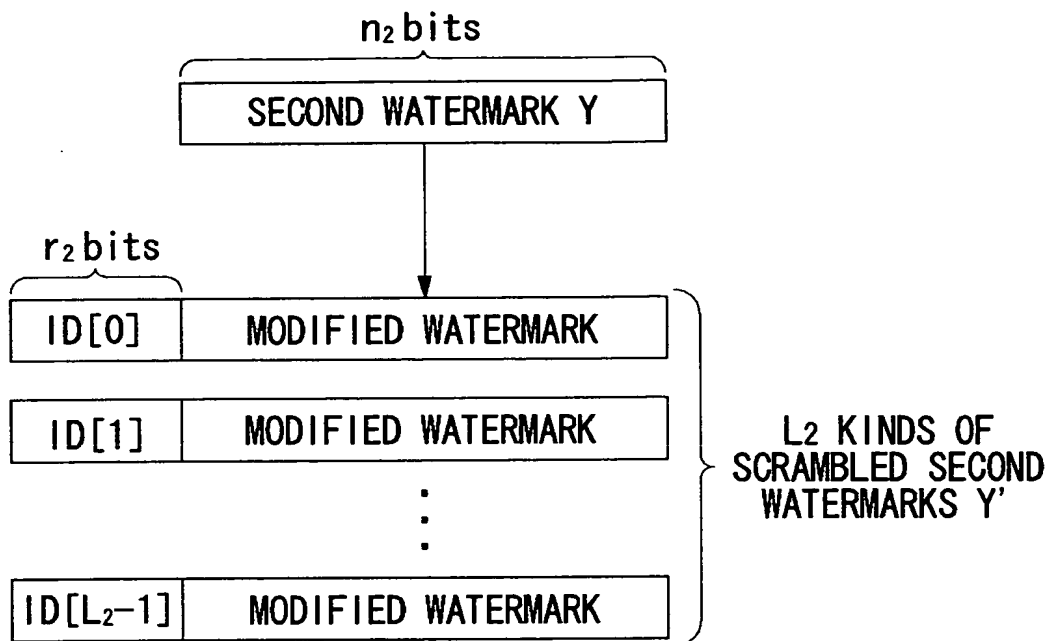 n₂ bits
SECOND WATERMARK Y
r₂ bits
ID[0] MODIFIED WATERMARK
ID[1] MODIFIED WATERMARK
L₂ KINDS OF
SCRAMBLED SECOND
WATERMARKS Y'
ID[L₂-1] MODIFIED WATERMARK